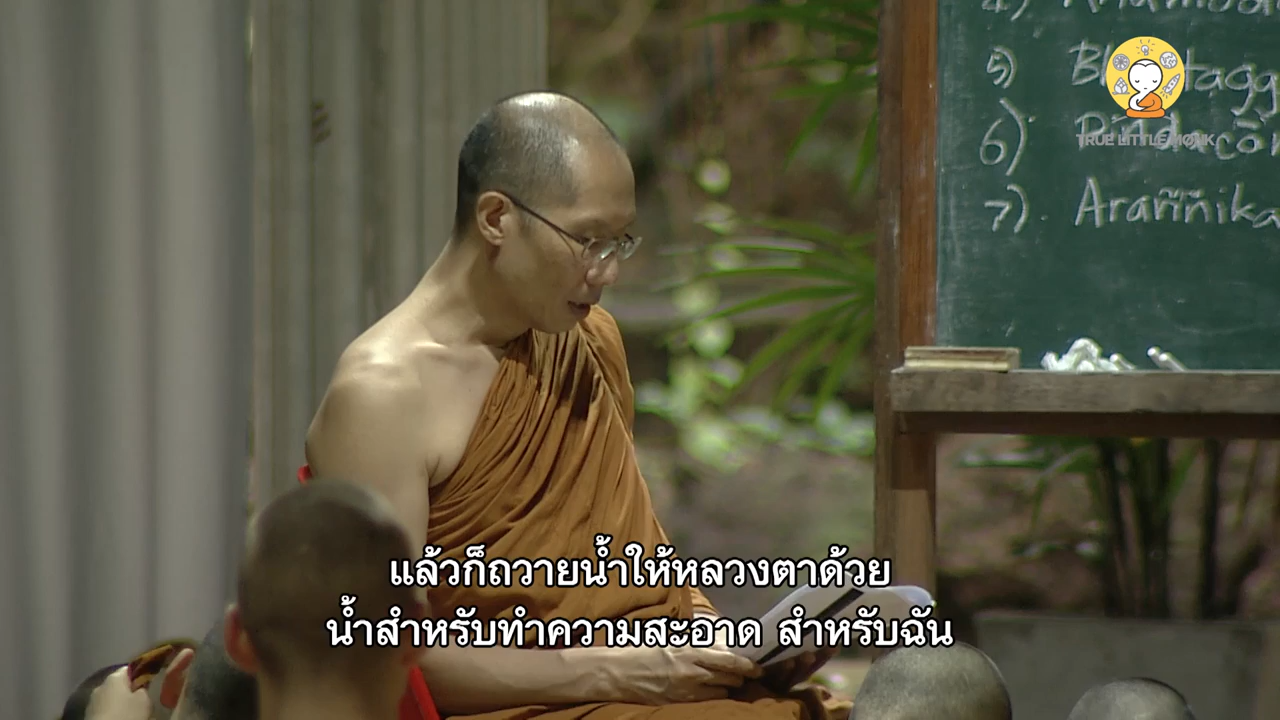 5)
6) Pindacō
7) Araññika
TRUE LITTLE MONK
แล้วก็ถวายน้ำให้หลวงตาด้วย
น้ำสำหรับทำความสะอาด สำหรับฉัน